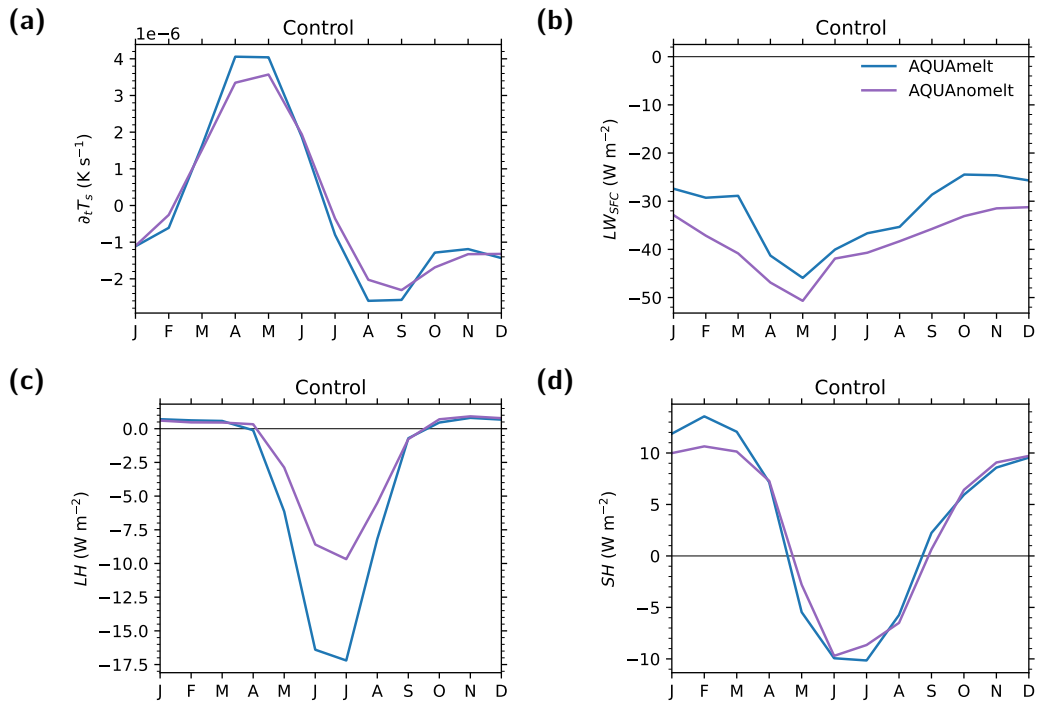 (a)
Control
1e−6
4
3
2
1
0
−1
−2
∂tTs (K s−1)
J F M A M J J A S O N D
(b)
Control
0
−10
−20
−30
−40
−50
LWSFC (W m−2)
AQUAmelt
AQUAnomelt
J F M A M J J A S O N D
(c)
Control
0.0
−2.5
−5.0
−7.5
−10.0
−12.5
−15.0
−17.5
LH (W m−2)
J F M A M J J A S O N D
(d)
Control
10
5
0
−5
−10
SH (W m−2)
J F M A M J J A S O N D